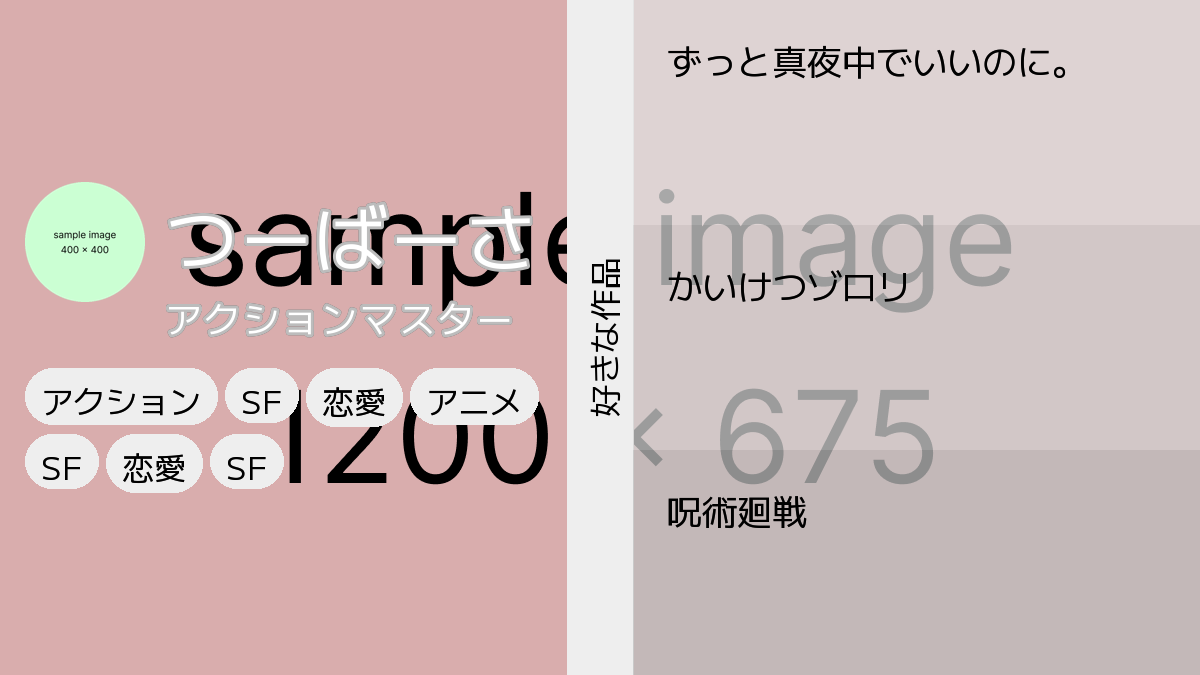 sample image
400 × 400
つーばーさ
アクションマスター
アクション SF 恋愛 アニメ
SF 恋愛 SF
sample image
1200 × 675
好きな作品
ずっと真夜中でいいのに。
かいけつゾロリ
呪術廻戦